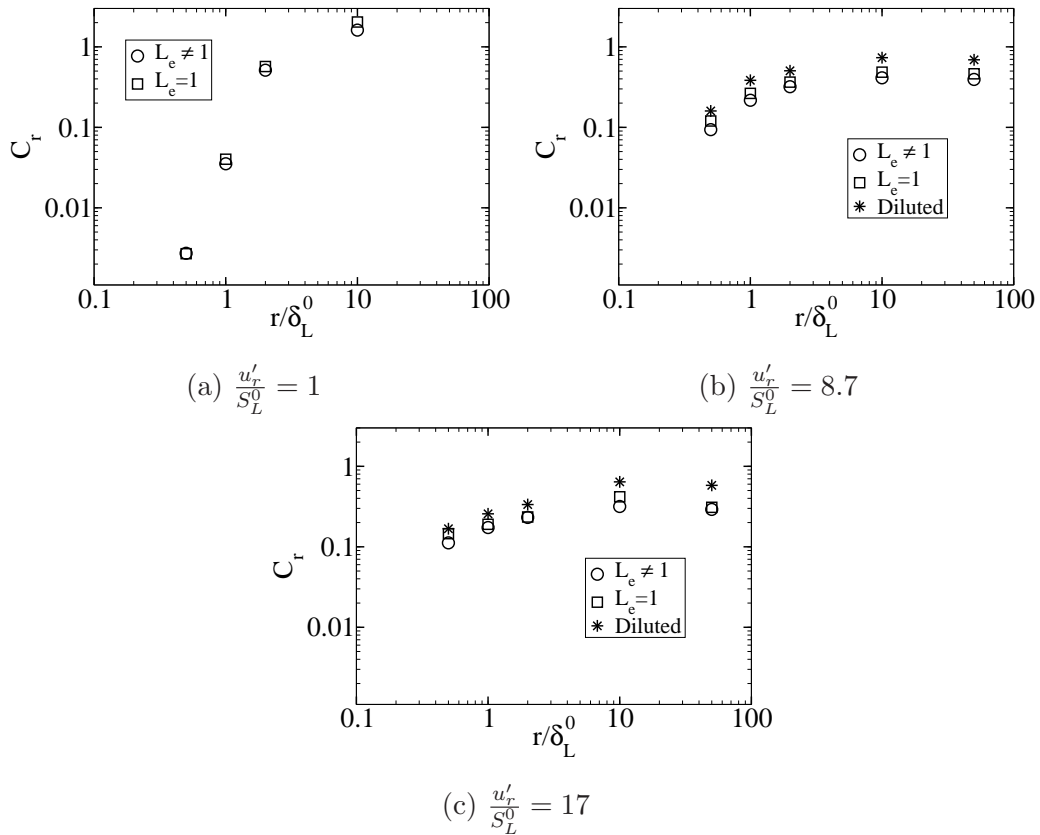 1
0.1
0.01
C_r
L_e ≠ 1
L_e=1
0.1 1 10 100
r/δ_L^0
(a) u'_r/S_L^0 = 1
1
0.1
0.01
C_r
L_e ≠ 1
L_e=1
Diluted
0.1 1 10 100
r/δ_L^0
(b) u'_r/S_L^0 = 8.7
1
0.1
0.01
C_r
L_e ≠ 1
L_e=1
Diluted
0.1 1 10 100
r/δ_L^0
(c) u'_r/S_L^0 = 17